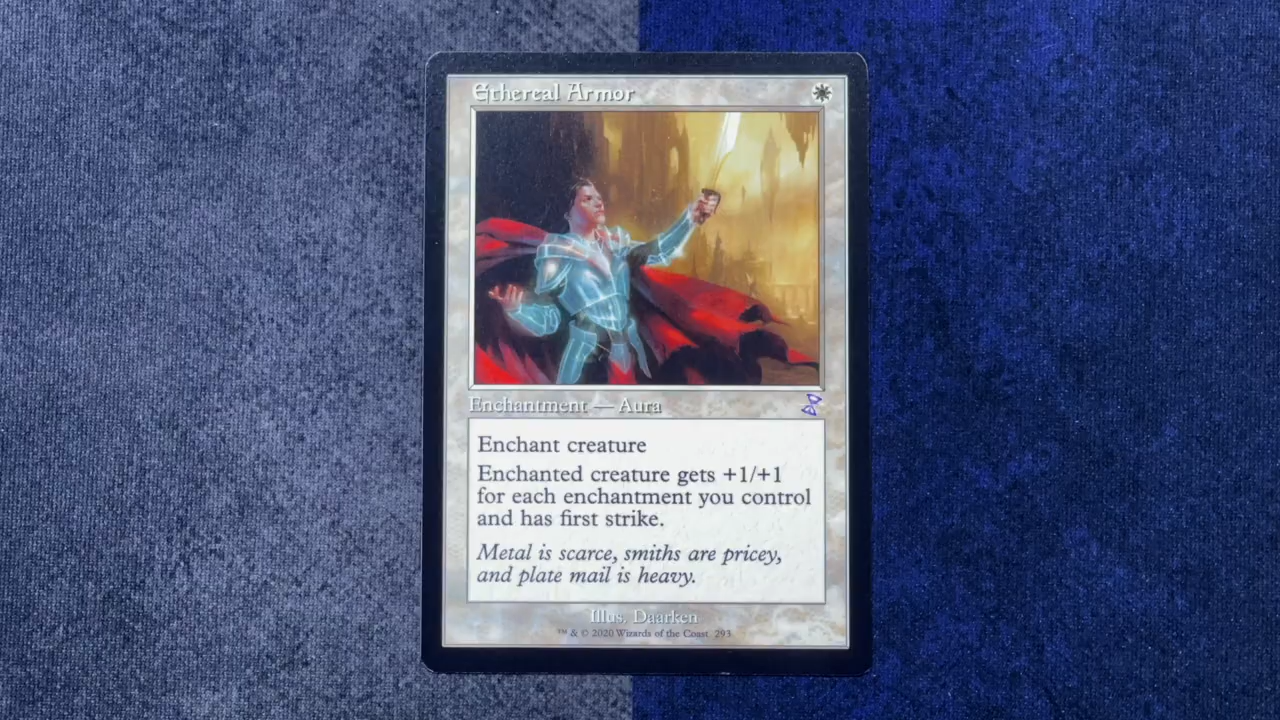 Ethereal Armor
Enchantment — Aura
Enchant creature
Enchanted creature gets +1/+1
for each enchantment you control
and has first strike.
Metal is scarce, smiths are pricey,
and plate mail is heavy.
Illus. Daarken
™ & © 2020 Wizards of the Coast 293